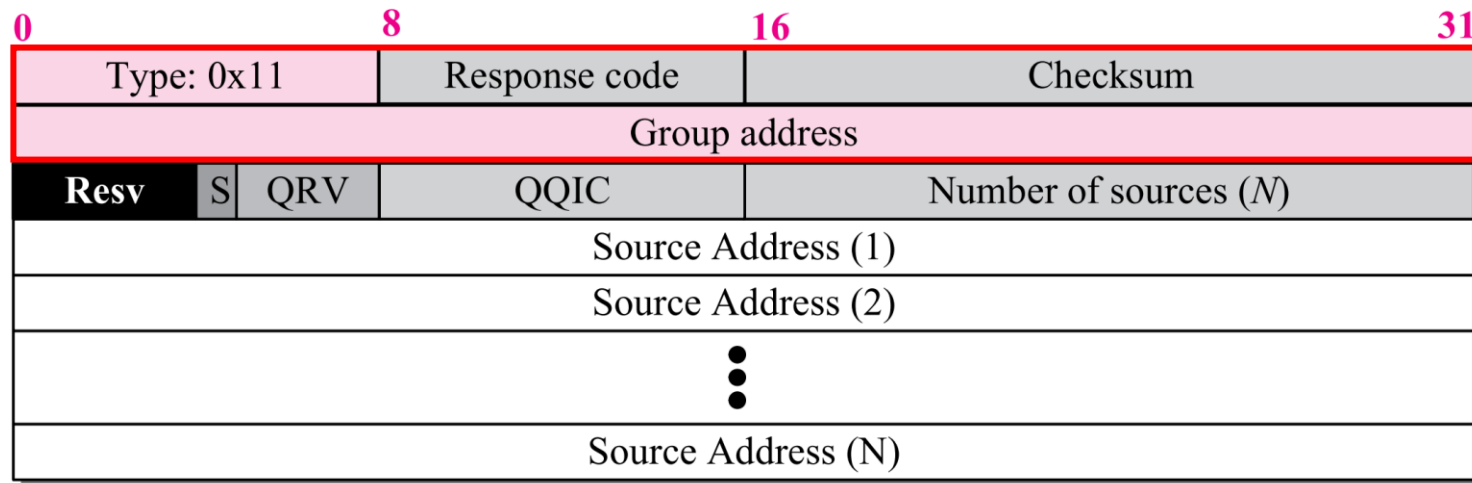 0 8 16 31
Type: 0x11 Response code Checksum
Group address
Resv S QRV QQIC Number of sources (N)
Source Address (1)
Source Address (2)
Source Address (N)